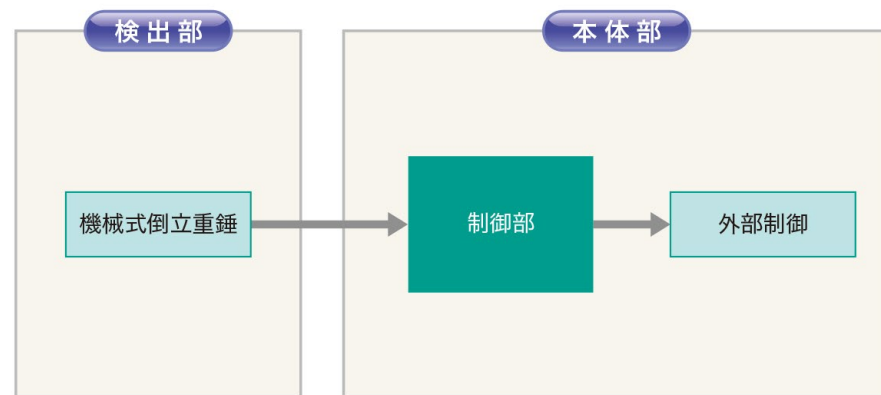 検出部
本体部
機械式倒立重錘
制御部
外部制御